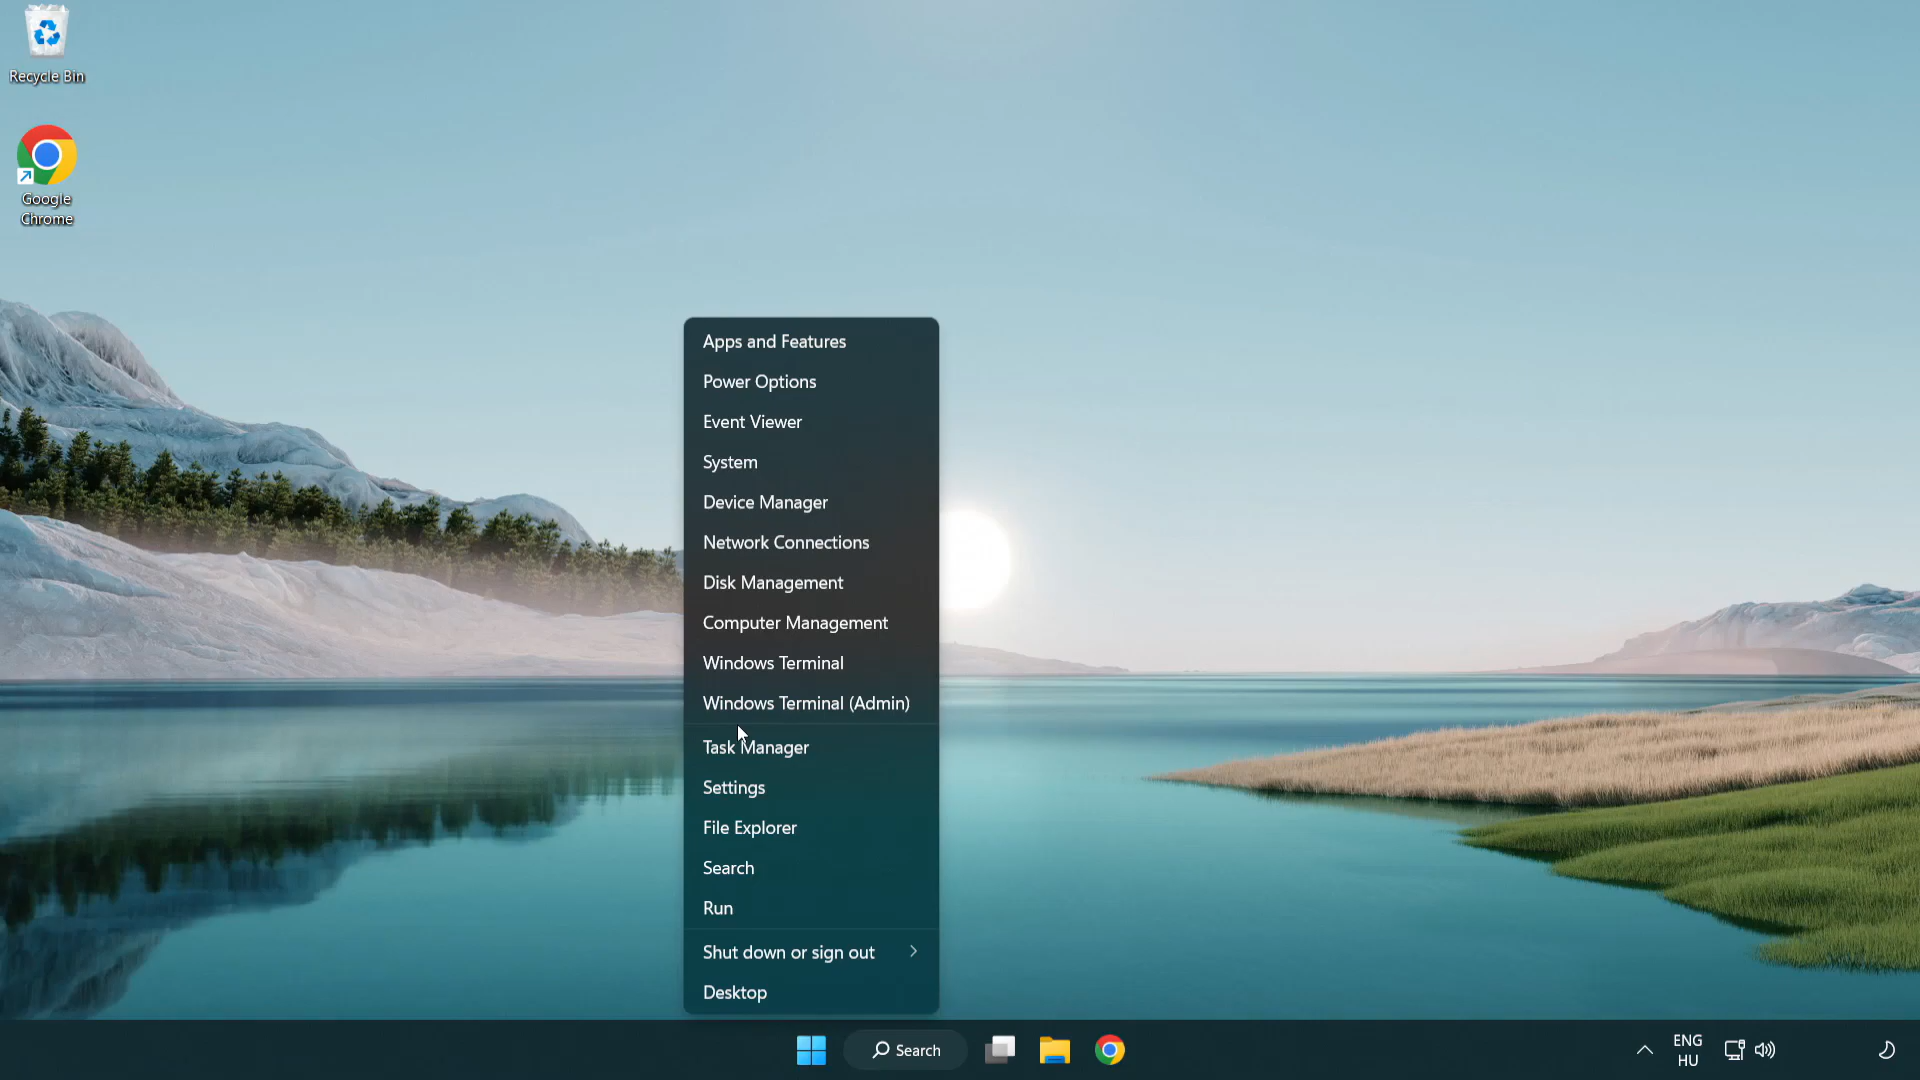 Recycle Bin
Google
Chrome
Apps and Features
Power Options
Event Viewer
System
Device Manager
Network Connections
Disk Management
Computer Management
Windows Terminal
Windows Terminal (Admin)
Task Manager
Settings
File Explorer
Search
Run
Shut down or sign out
Desktop
Search
ENG
HU